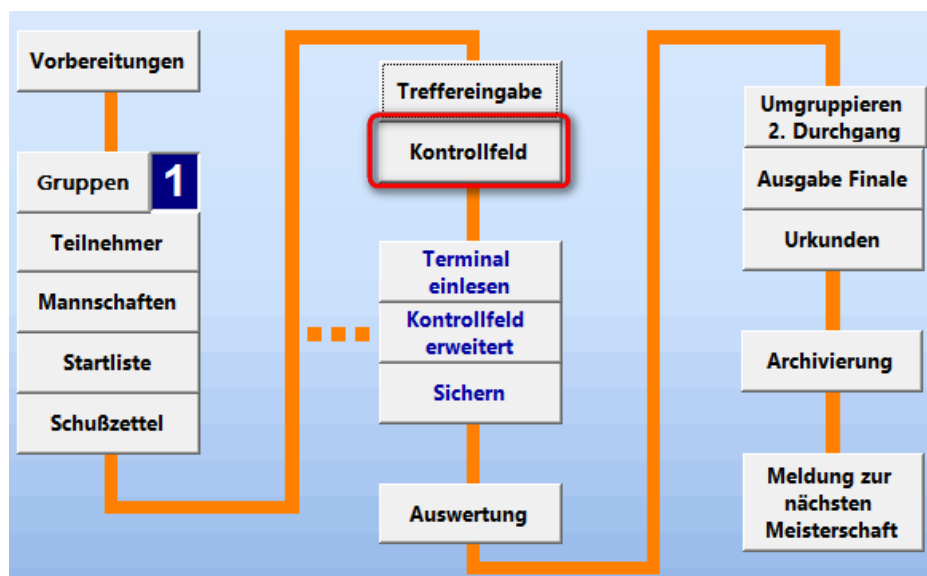 Vorbereitungen
Gruppen 1
Teilnehmer
Mannschaften
Startliste
Schußzettel
Treffereingabe
Kontrollfeld
Terminal
einlesen
Kontrollfeld
erweitert
Sichern
Auswertung
Umgruppieren
2. Durchgang
Ausgabe Finale
Urkunden
Archivierung
Meldung zur
nächsten
Meisterschaft